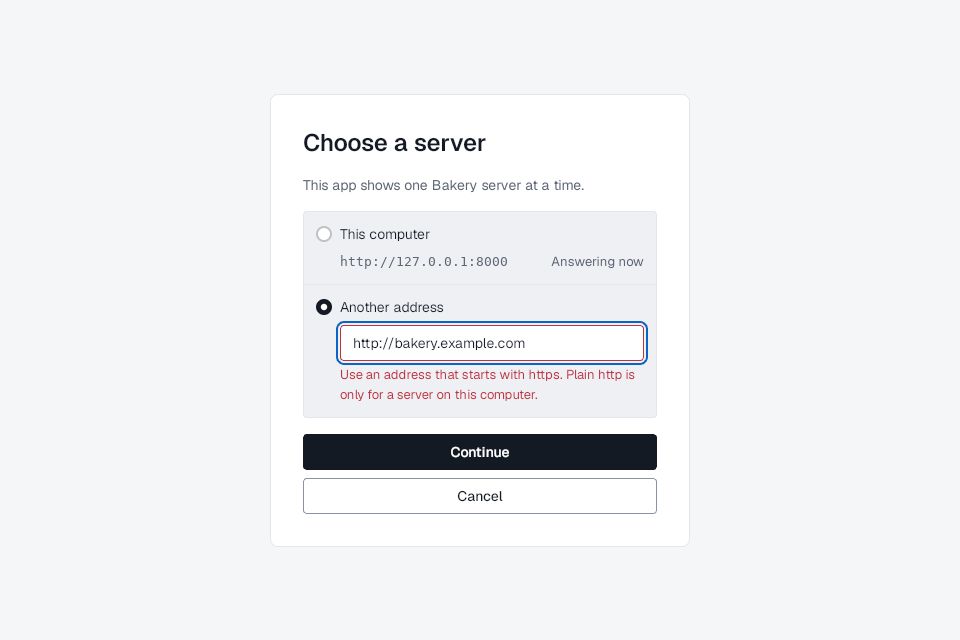 Choose a server
This app shows one Bakery server at a time.
This computer
http://127.0.0.1:8000 Answering now
Another address
http://bakery.example.com
Use an address that starts with https. Plain http is
only for a server on this computer.
Continue
Cancel